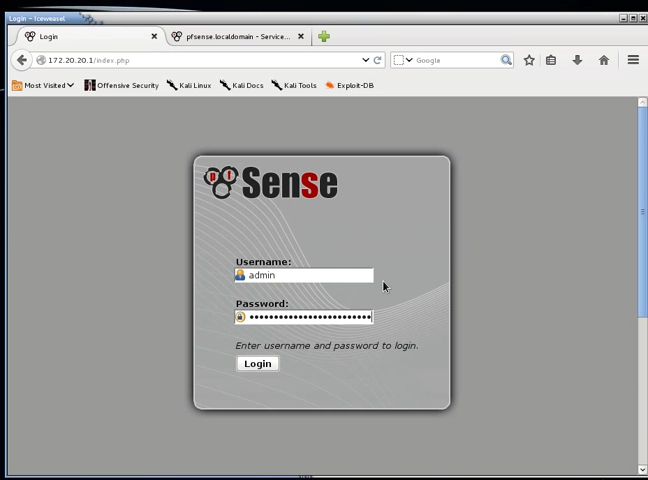 Login - Iceweasel
Login
pfsense.localdomain - Service...
172.20.20.1/index.php
Google
Most Visited
Offensive Security
Kali Linux
Kali Docs
Kali Tools
Exploit-DB
pf Sense
Username:
admin
Password:
Enter username and password to login.
Login